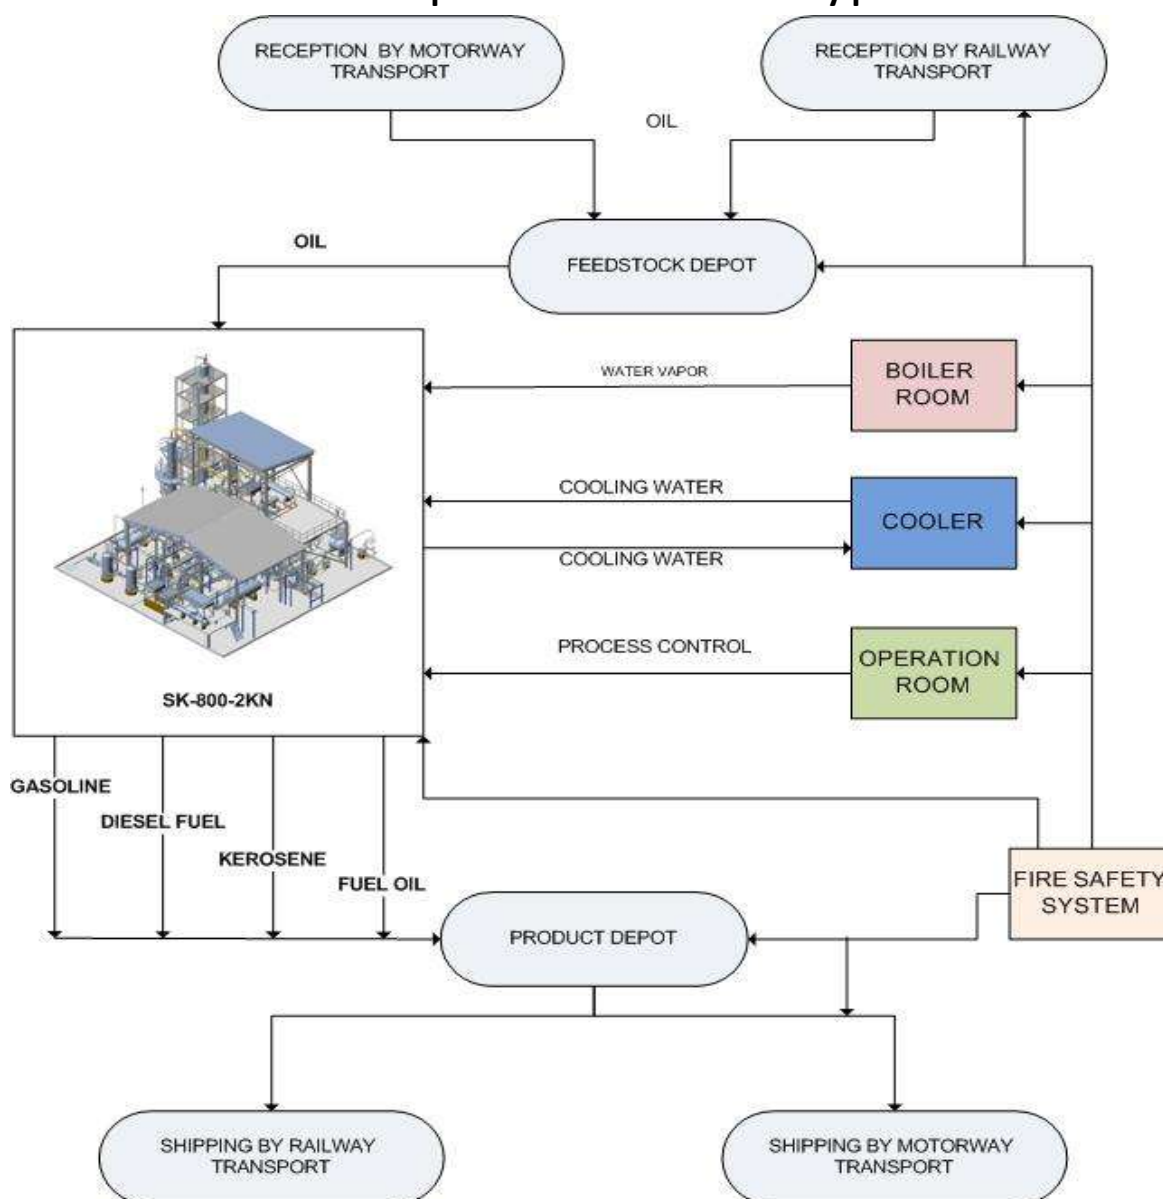 RECEPTION BY MOTORWAY
TRANSPORT
RECEPTION BY RAILWAY
TRANSPORT
OIL
FEEDSTOCK DEPOT
OIL
WATER VAPOR
BOILER
ROOM
COOLING WATER
COOLER
COOLING WATER
PROCESS CONTROL
OPERATION
ROOM
SK-800-2KN
GASOLINE
DIESEL FUEL
KEROSENE
FUEL OIL
FIRE SAFETY
SYSTEM
PRODUCT DEPOT
SHIPPING BY RAILWAY
TRANSPORT
SHIPPING BY MOTORWAY
TRANSPORT